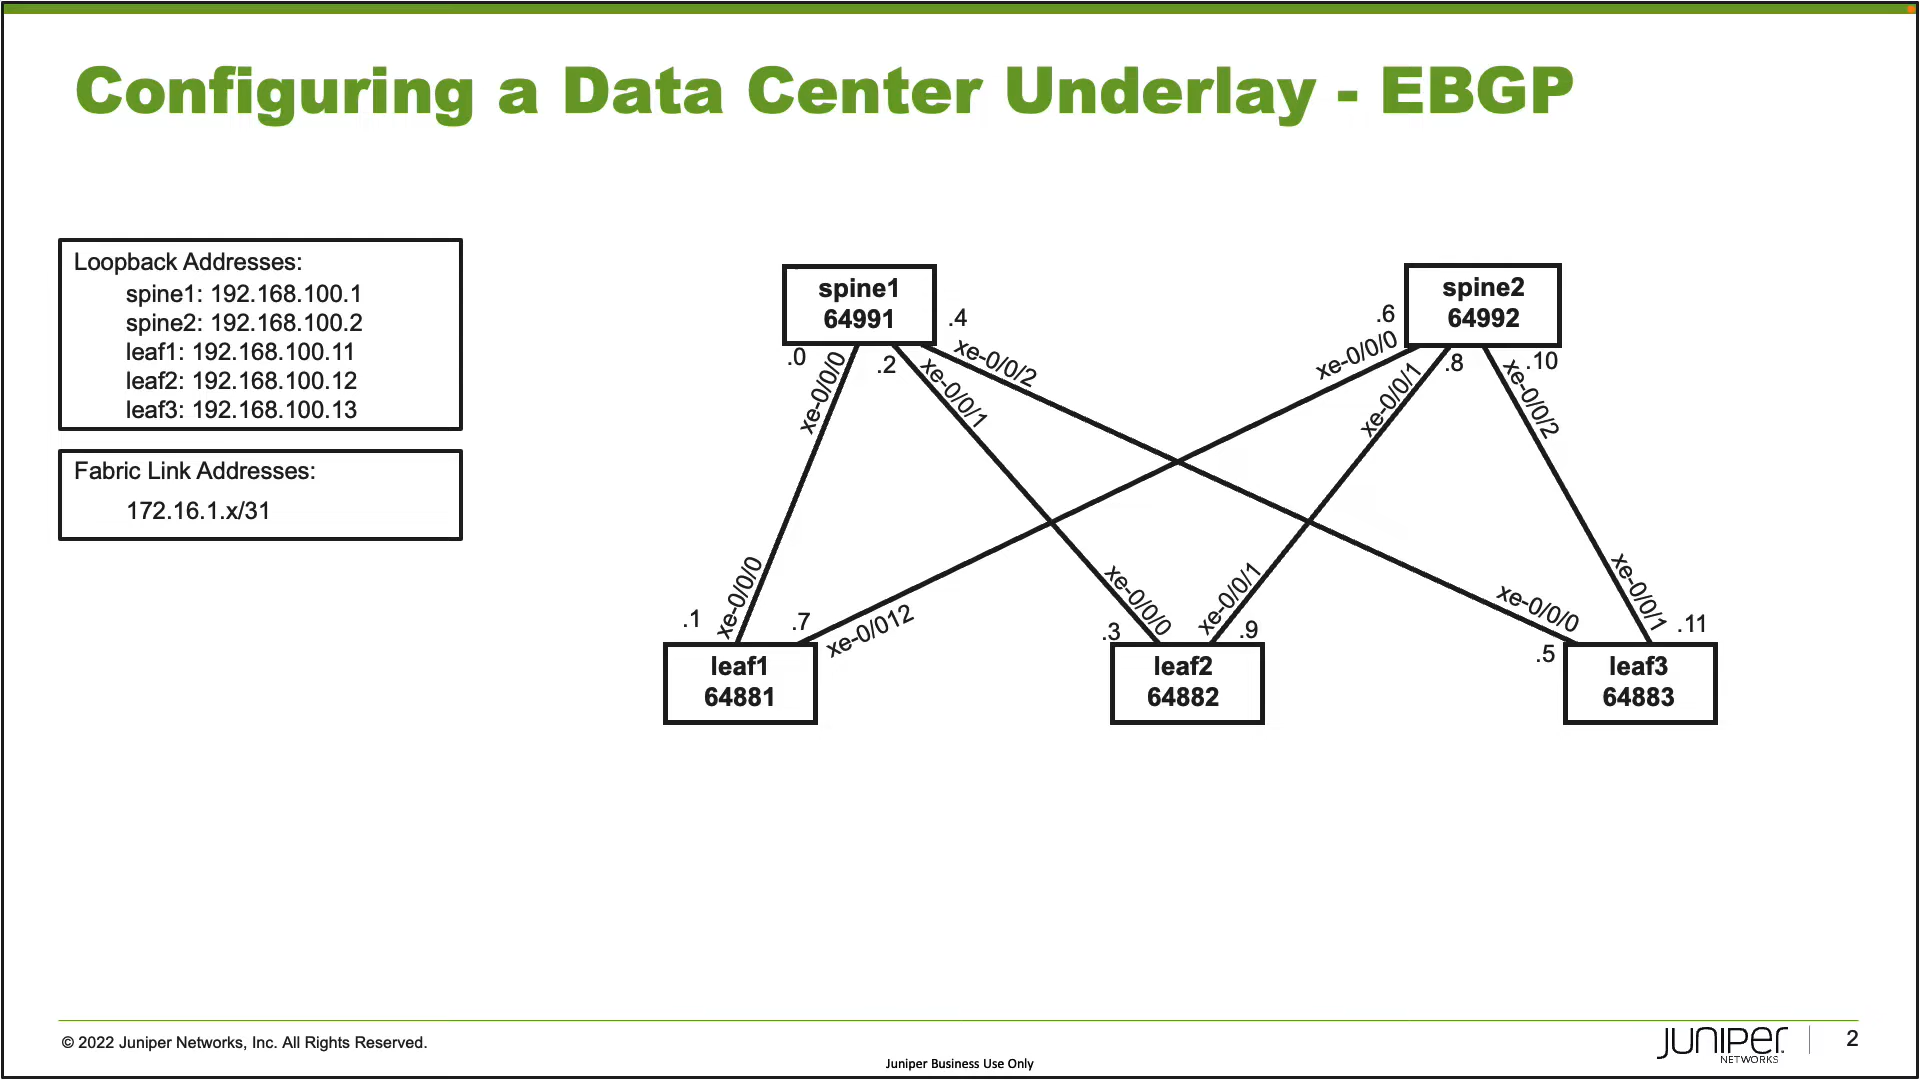 Configuring a Data Center Underlay - EBGP
Loopback Addresses:
spine1: 192.168.100.1
spine2: 192.168.100.2
leaf1: 192.168.100.11
leaf2: 192.168.100.12
leaf3: 192.168.100.13
Fabric Link Addresses:
172.16.1.x/31
spine1
64991
.4
.0
.2
xe-0/0/0
xe-0/0/1
xe-0/0/2
spine2
64992
.6
.8
.10
xe-0/0/0
xe-0/0/1
xe-0/0/2
.1
xe-0/0/0
.7
xe-0/012
leaf1
64881
.3
xe-0/0/0
xe-0/0/1
.9
leaf2
64882
xe-0/0/0
.5
xe-0/0/1
.11
leaf3
64883
© 2022 Juniper Networks, Inc. All Rights Reserved.
Juniper Business Use Only
JUNIPER
NETWORKS
2